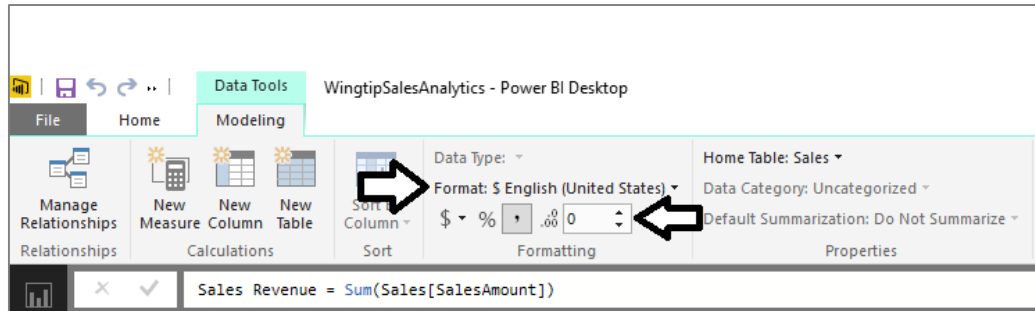 Data Tools
WingtipSalesAnalytics - Power BI Desktop
File Home Modeling
Manage Relationships
New Measure
New Column
New Table
Column
Data Type:
Format: $ English (United States)
$ % , .00 0
Home Table: Sales
Data Category: Uncategorized
Default Summarization: Do Not Summarize
Relationships Calculations Sort Formatting Properties
Sales Revenue = Sum(Sales[SalesAmount])